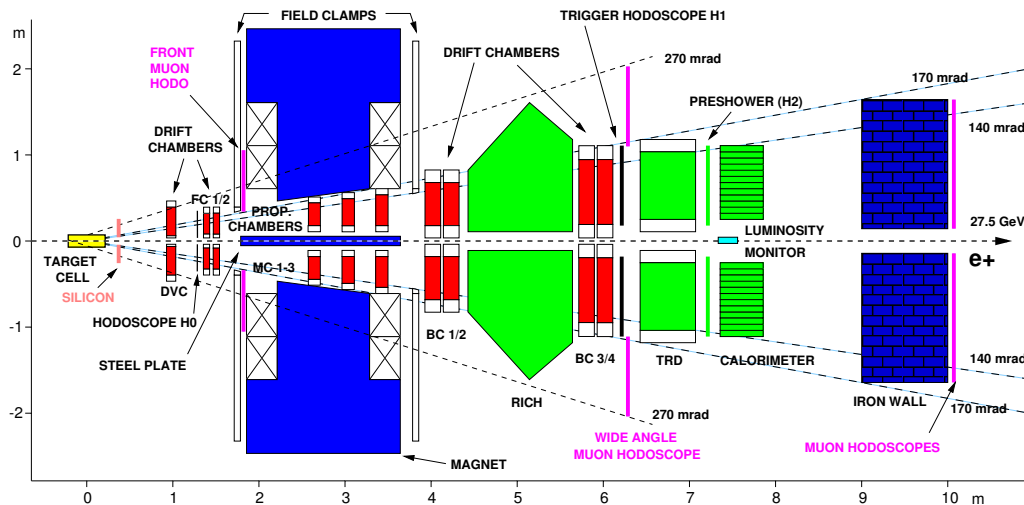 m
FIELD CLAMPS
TRIGGER HODOSCOPE H1
FRONT
MUON
HODO
DRIFT CHAMBERS
270 mrad
2
170 mrad
PRESHOWER (H2)
DRIFT
CHAMBERS
140 mrad
1
FC 1/2
PROP.
CHAMBERS
27.5 GeV
LUMINOSITY
0
MONITOR
e+
TARGET
CELL
MC 1-3
SILICON
DVC
HODOSCOPE H0
-1
BC 1/2
STEEL PLATE
BC 3/4
TRD
CALORIMETER
140 mrad
RICH
IRON WALL
170 mrad
-2
270 mrad
WIDE ANGLE
MUON HODOSCOPE
MUON HODOSCOPES
MAGNET
0 1 2 3 4 5 6 7 8 9 10 m